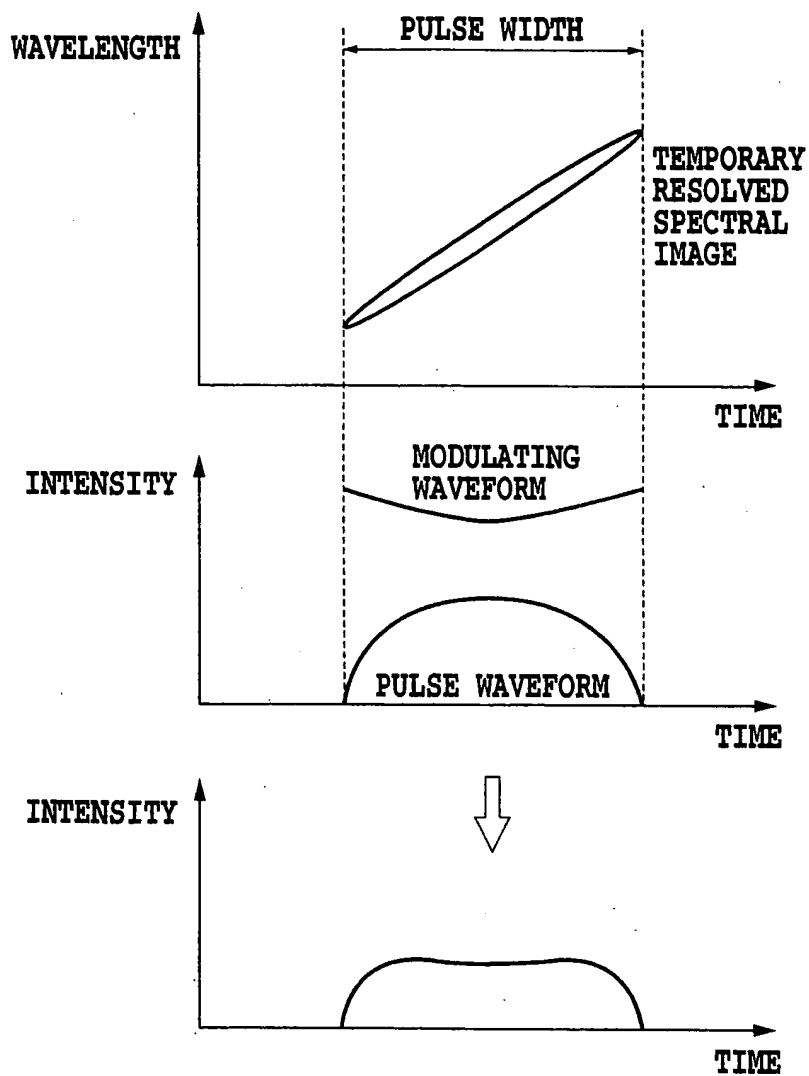 PULSE WIDTH
WAVELENGTH
TEMPORARY
RESOLVED
SPECTRAL
IMAGE
TIME
INTENSITY
MODULATING
WAVEFORM
PULSE WAVEFORM
TIME
INTENSITY
TIME